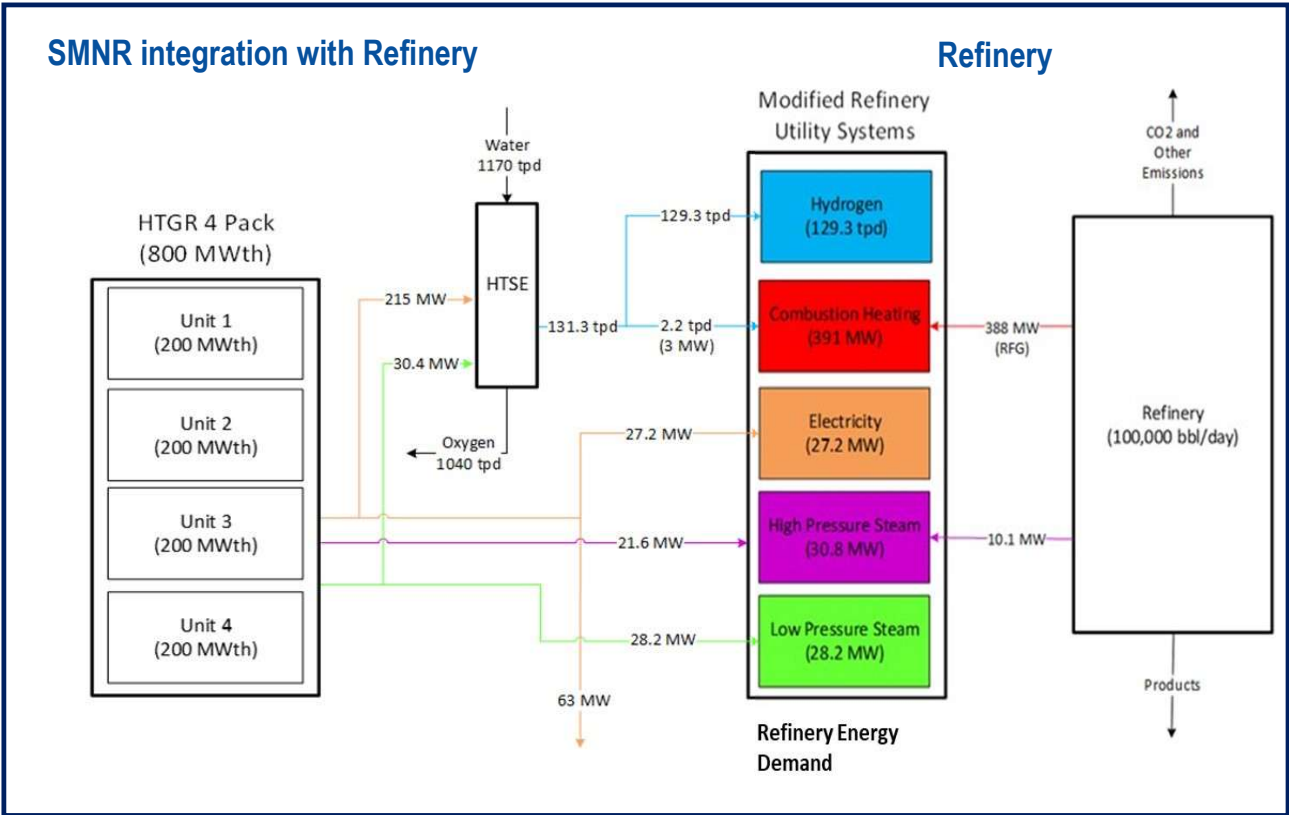 SMNR integration with Refinery
Refinery
Modified Refinery
Utility Systems
CO2 and
Other
Emissions
Water
1170 tpd
HTGR 4 Pack
(800 MWth)
Unit 1
(200 MWth)
Unit 2
(200 MWth)
Unit 3
(200 MWth)
Unit 4
(200 MWth)
215 MW
30.4 MW
HTSE
Oxygen
1040 tpd
131.3 tpd
129.3 tpd
2.2 tpd
(3 MW)
27.2 MW
21.6 MW
28.2 MW
63 MW
Hydrogen
(129.3 tpd)
Combustion Heating
(391 MW)
Electricity
(27.2 MW)
High Pressure Steam
(30.8 MW)
Low Pressure Steam
(28.2 MW)
Refinery Energy
Demand
388 MW
(RFG)
10.1 MW
Refinery
(100,000 bbl/day)
Products